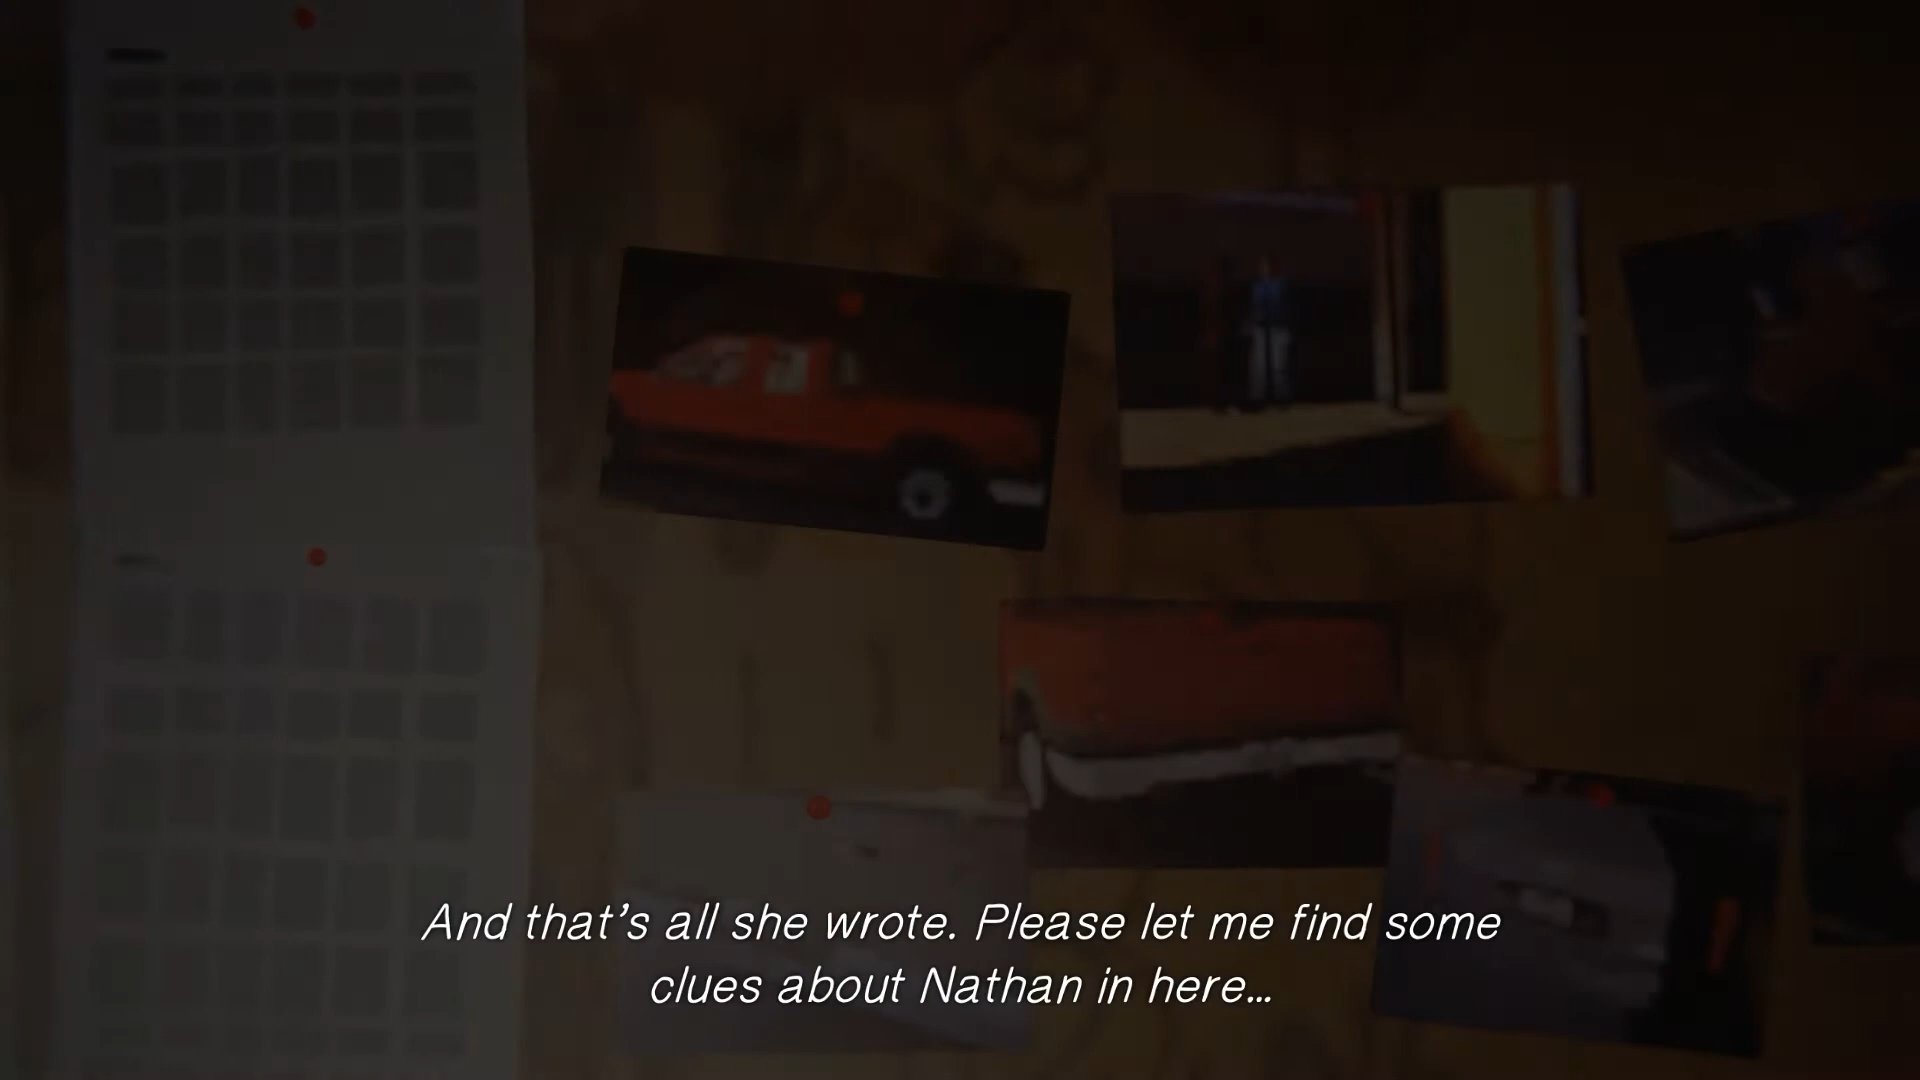 And that's all she wrote. Please let me find some
clues about Nathan in here...